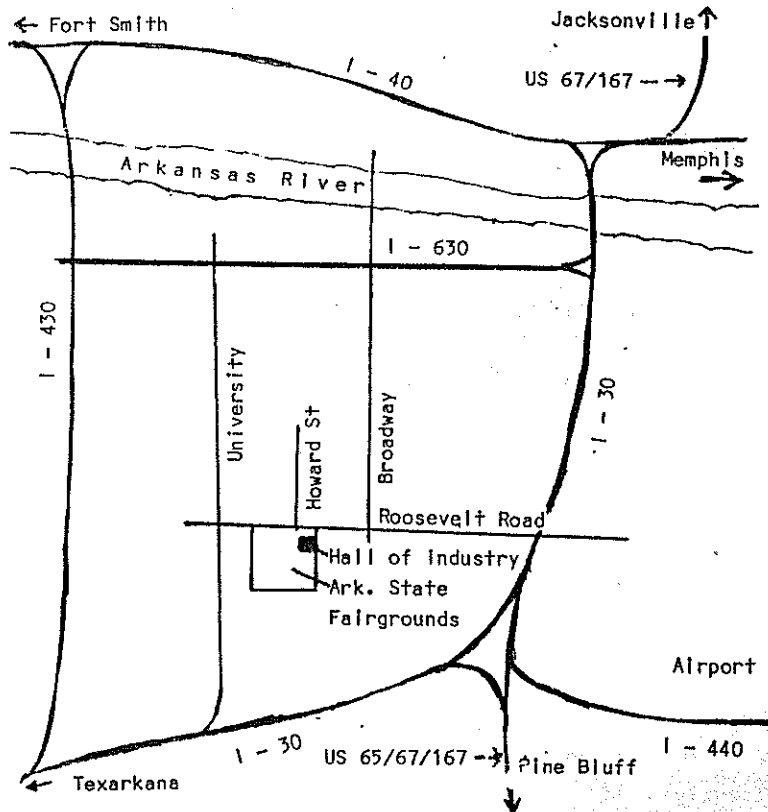 ← Fort Smith
Jacksonville ↑
I - 40
US 67/167 -→
Memphis
→
Arkansas River
I - 630
I - 430
University
Howard St
Broadway
I - 30
Roosevelt Road
Hall of Industry
Ark. State
Fairgrounds
Airport
I - 30
US 65/67/167-→
Pine Buff
↓
I - 440
← Texarkana